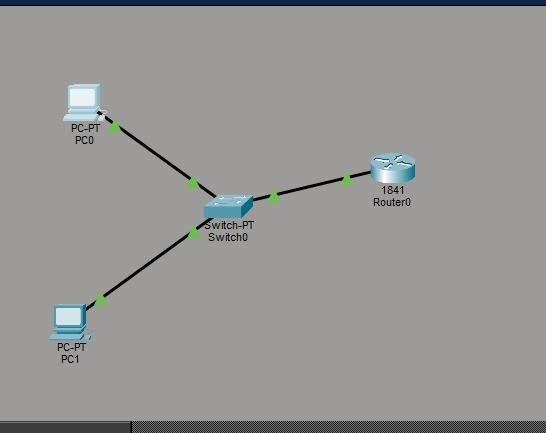 PC-PT
PC0
1841
Router0
Switch-PT
Switch0
PC-PT
PC1